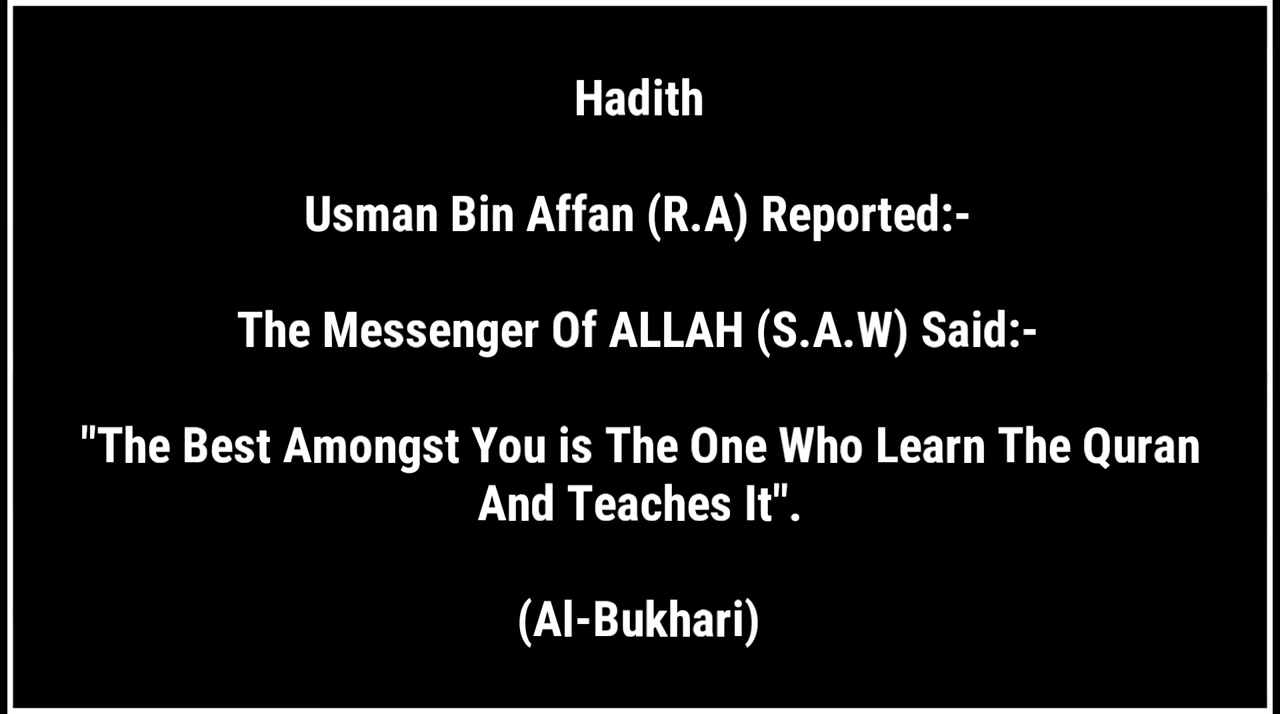 Hadith
Usman Bin Affan (R.A) Reported:-
The Messenger Of ALLAH (S.A.W) Said:-
"The Best Amongst You is The One Who Learn The Quran
And Teaches It".
(Al-Bukhari)